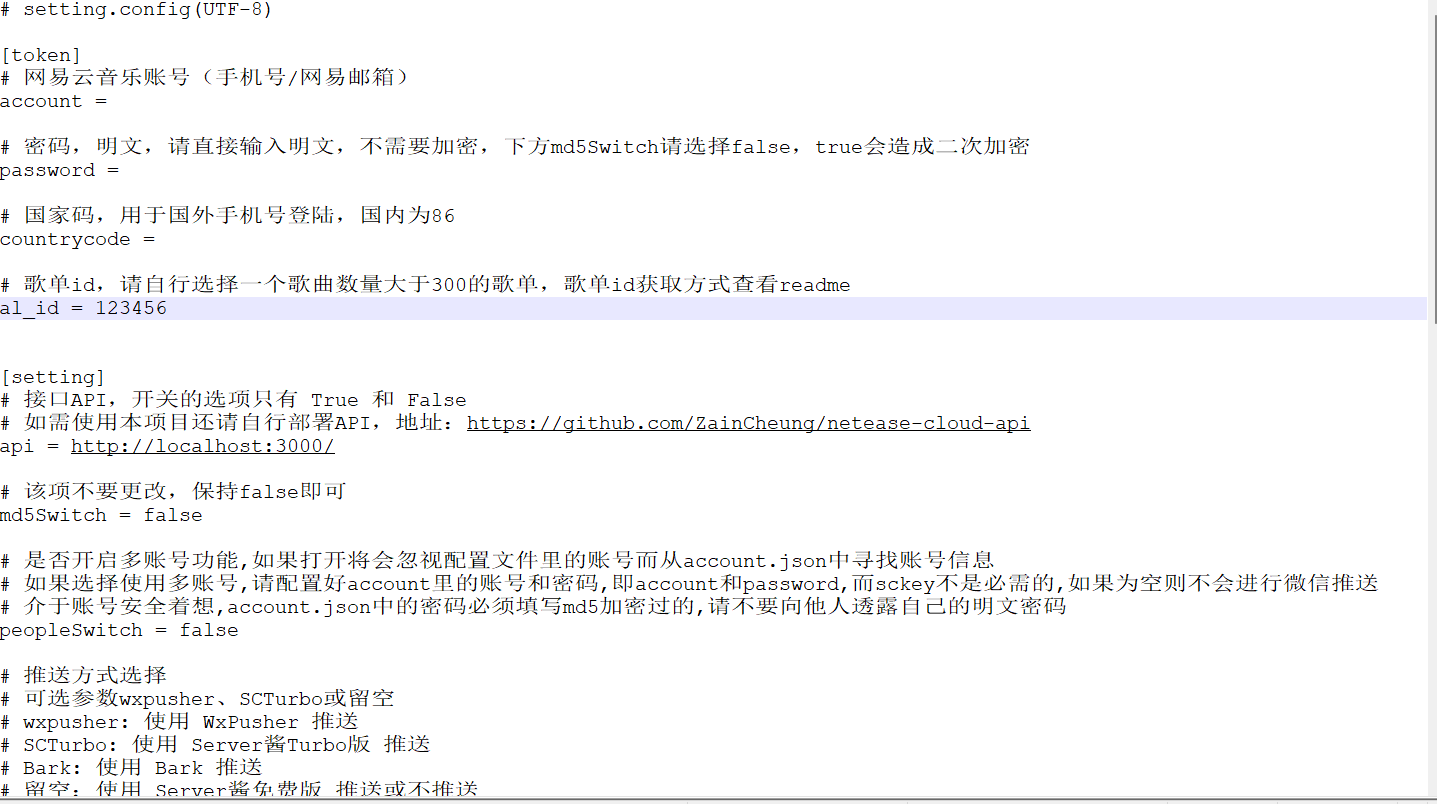 # setting.config(UTF-8)
[token]
# 网易云音乐账号（手机号/网易邮箱）
account =
# 密码，明文，请直接输入明文，不需要加密，下方md5Switch请选择false，true会造成二次加密
password =
# 国家码，用于国外手机号登陆，国内为86
countrycode =
# 歌单id，请自行选择一个歌曲数量大于300的歌单，歌单id获取方式查看readme
al_id = 123456
[setting]
# 接口API，开关的选项只有 True 和 False
# 如需使用本项目还请自行部署API，地址：https://github.com/ZainCheung/netease-cloud-api
api = http://localhost:3000/
# 该项不要更改，保持false即可
md5Switch = false
# 是否开启多账号功能,如果打开将会忽视配置文件里的账号而从account.json中寻找账号信息
# 如果选择使用多账号,请配置好account里的账号和密码,即account和password,而sckey不是必需的,如果为空则不会进行微信推送
# 介于账号安全着想,account.json中的密码必须填写md5加密过的,请不要向他人透露自己的明文密码
peopleSwitch = false
# 推送方式选择
# 可选参数wxpusher、SCTurbo或留空
# wxpusher: 使用 WxPusher 推送
# SCTurbo: 使用 Server酱Turbo版 推送
# Bark: 使用 Bark 推送
# 留空: 使用 Server酱免费版 推送或不推送